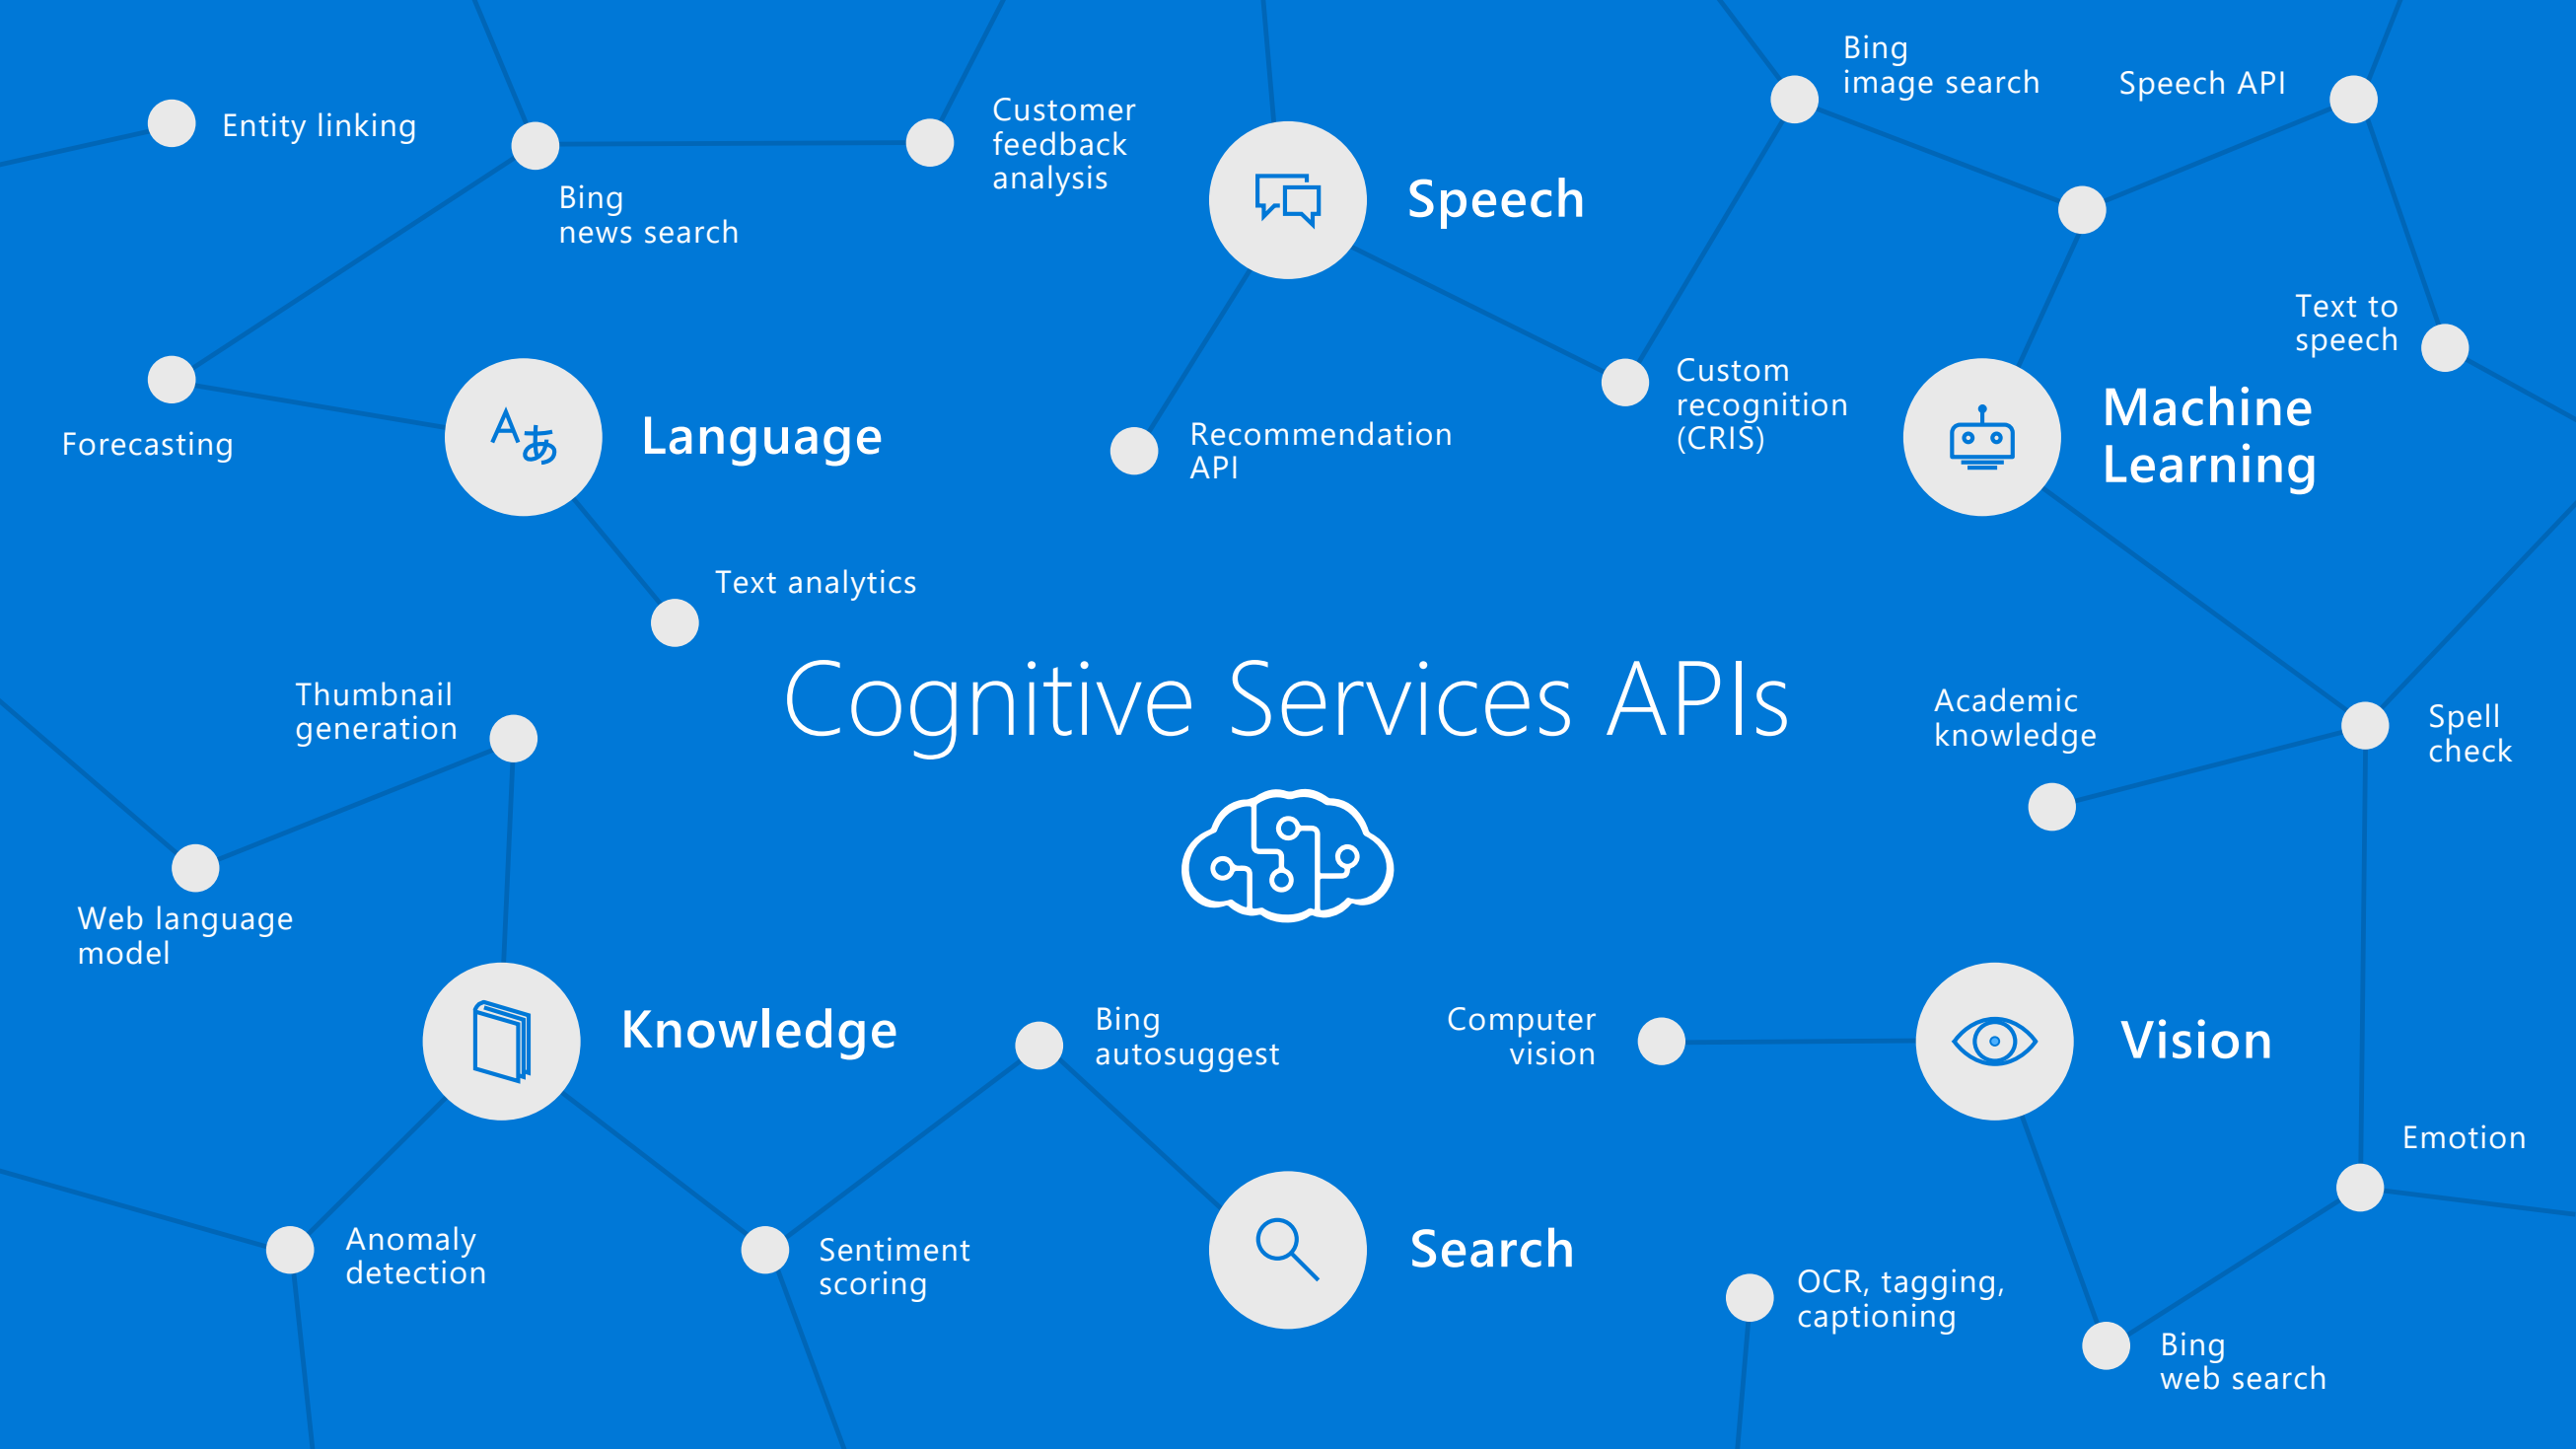 Entity linking
Bing
news search
Customer
feedback
analysis
Speech
Bing
image search
Speech API
Text to
speech
Forecasting
Language
Recommendation
API
Custom
recognition
(CRIS)
Machine
Learning
Text analytics
Thumbnail
generation
Cognitive Services APIs
Academic
knowledge
Spell
check
Web language
model
Knowledge
Bing
autosuggest
Computer
vision
Vision
Emotion
Anomaly
detection
Sentiment
scoring
Search
OCR, tagging,
captioning
Bing
web search